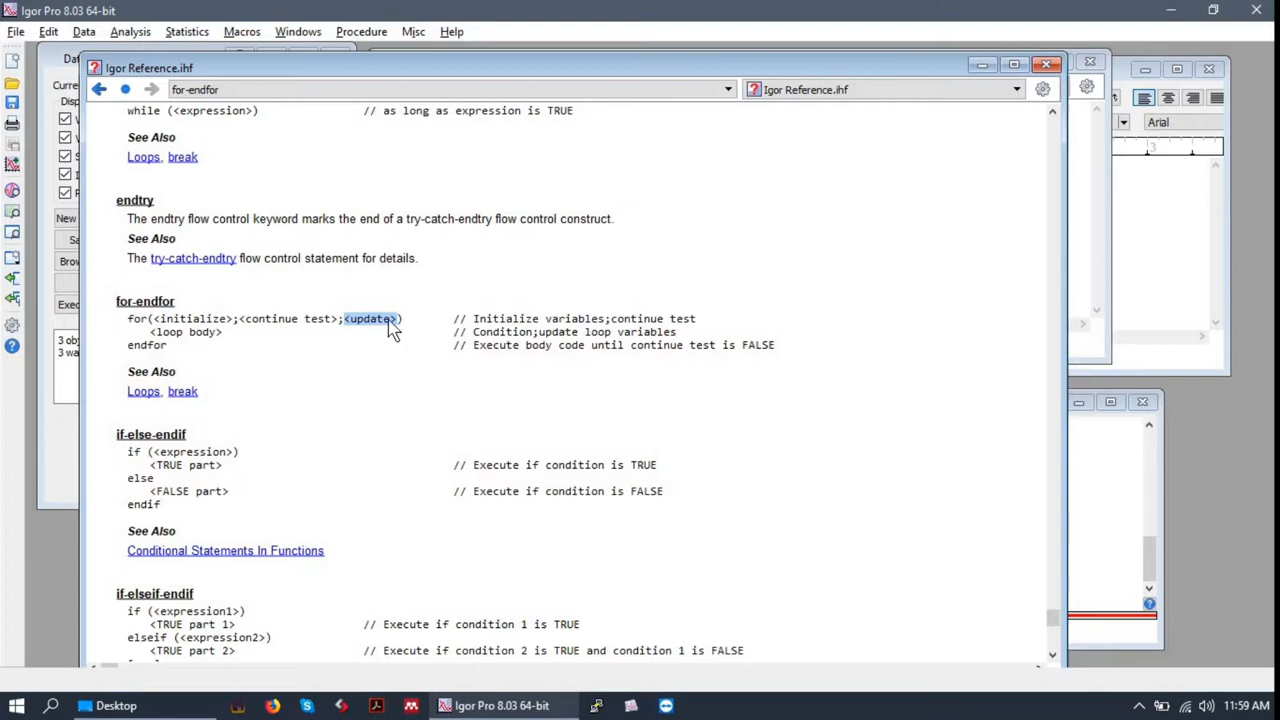 Igor Pro 8.03 64-bit
File Edit Data Analysis Statistics Macros Windows Procedure Misc Help
Igor Reference.ihf
for-endfor
Igor Reference.ihf
Arial
3
New
Brow
3 wa
while (<expression>) // as long as expression is TRUE
See Also
Loops, break
endtry
The endtry flow control keyword marks the end of a try-catch-endtry flow control construct.
See Also
The try-catch-endtry flow control statement for details.
for-endfor
for(<initialize>;<continue test>;<update>) // Initialize variables;continue test
<loop body> // Condition;update loop variables
endfor // Execute body code until continue test is FALSE
See Also
Loops, break
if-else-endif
if (<expression>)
<TRUE part> // Execute if condition is TRUE
else
<FALSE part> // Execute if condition is FALSE
endif
See Also
Conditional Statements In Functions
if-elseif-endif
if (<expression1>)
<TRUE part 1> // Execute if condition 1 is TRUE
elseif (<expression2>)
<TRUE part 2> // Execute if condition 2 is TRUE and condition 1 is FALSE
Desktop
Igor Pro 8.03 64-bit
11:59 AM